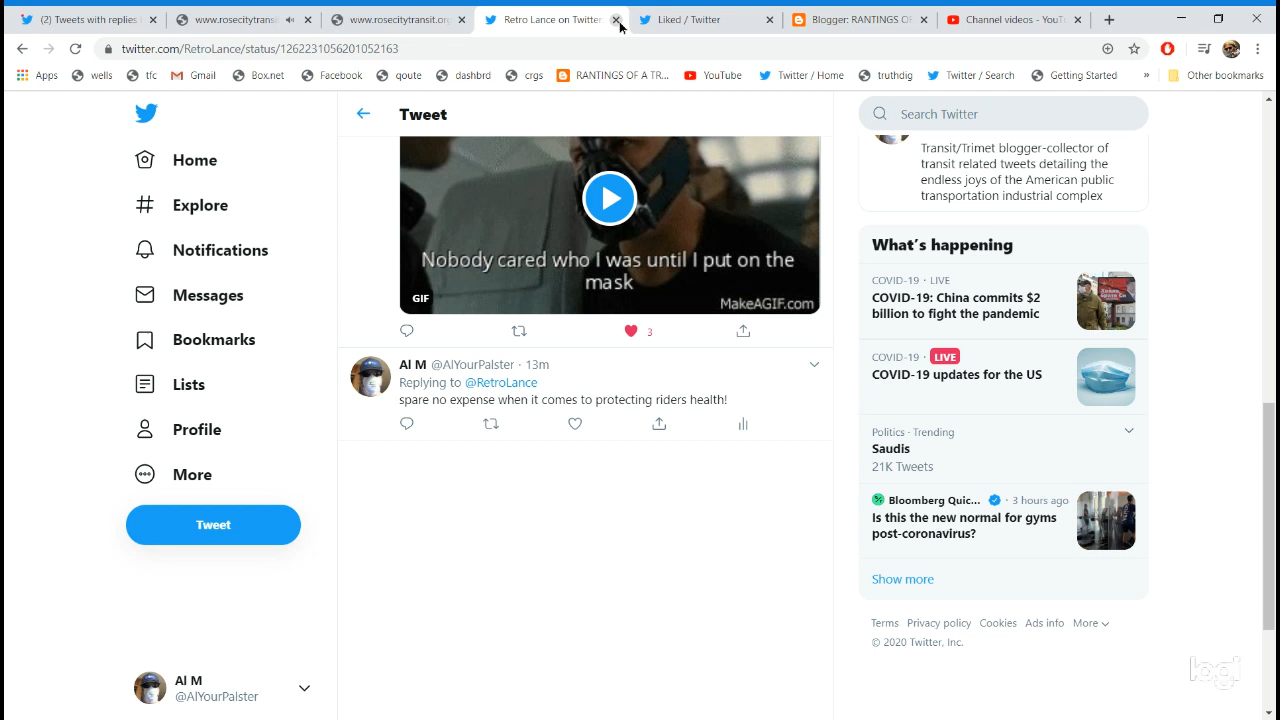 (2) Tweets with replies
www.rosecitytransi
www.rosecitytransit.or
Retro Lance on Twitter
Liked / Twitter
Blogger: RANTINGS OF
Channel videos - YouT
twitter.com/RetroLance/status/1262231056201052163
Apps
wells
tfc
Gmail
Box.net
Facebook
qoute
dashbrd
crgs
RANTINGS OF A TR...
YouTube
Twitter / Home
truthdig
Twitter / Search
Getting Started
»
Other bookmarks
Home
Explore
Notifications
Messages
Bookmarks
Lists
Profile
More
Tweet
Al M
@AlYourPalster
Tweet
Nobody cared who I was until I put on the
mask
GIF
MakeAGIF.com
3
Al M @AlYourPalster · 13m
Replying to @RetroLance
spare no expense when it comes to protecting riders health!
Search Twitter
Transit/Trimet blogger-collector of
transit related tweets detailing the
endless joys of the American public
transportation industrial complex
What's happening
COVID-19 · LIVE
COVID-19: China commits $2
billion to fight the pandemic
COVID-19 · LIVE
COVID-19 updates for the US
Politics · Trending
Saudis
21K Tweets
Bloomberg Quic... · 3 hours ago
Is this the new normal for gyms
post-coronavirus?
Show more
Terms Privacy policy Cookies Ads info More
© 2020 Twitter, Inc.
logi